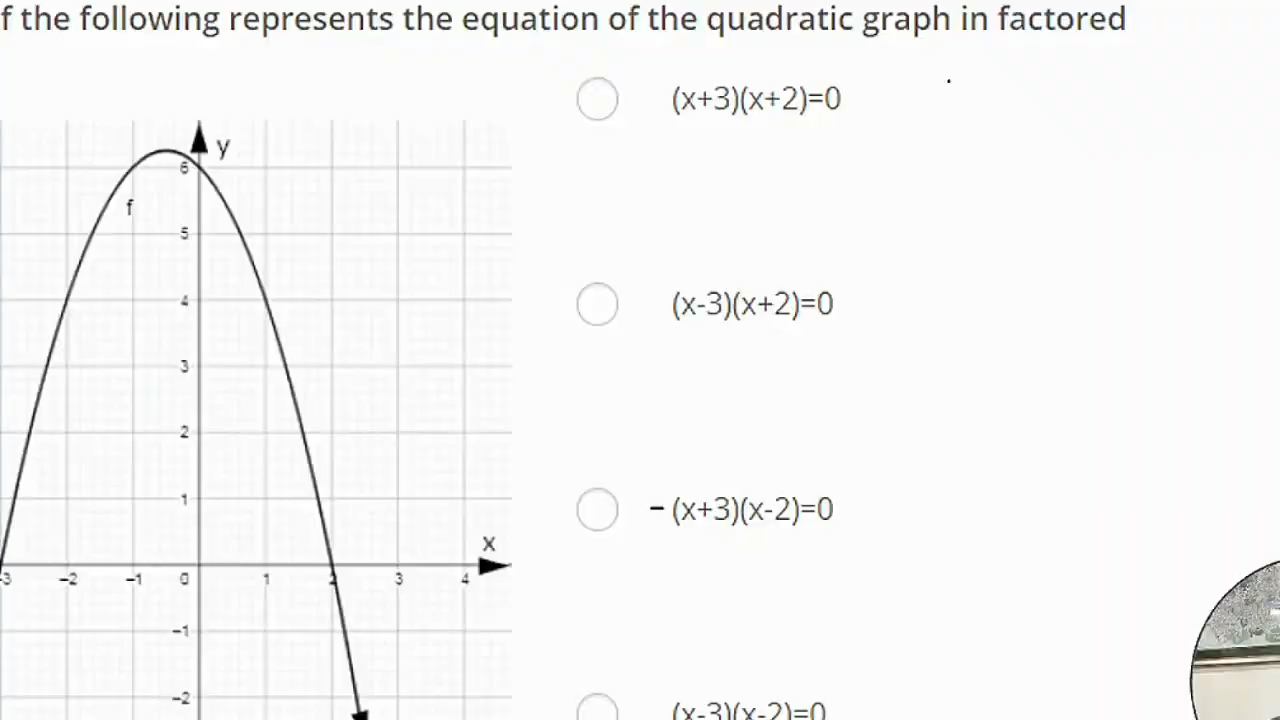 f the following represents the equation of the quadratic graph in factored
(x+3)(x+2)=0
(x-3)(x+2)=0
-(x+3)(x-2)=0
(x-3)(x-2)=0
y
6
f
5
4
3
2
1
x
-3 -2 -1 0 1 2 3 4
-1
-2